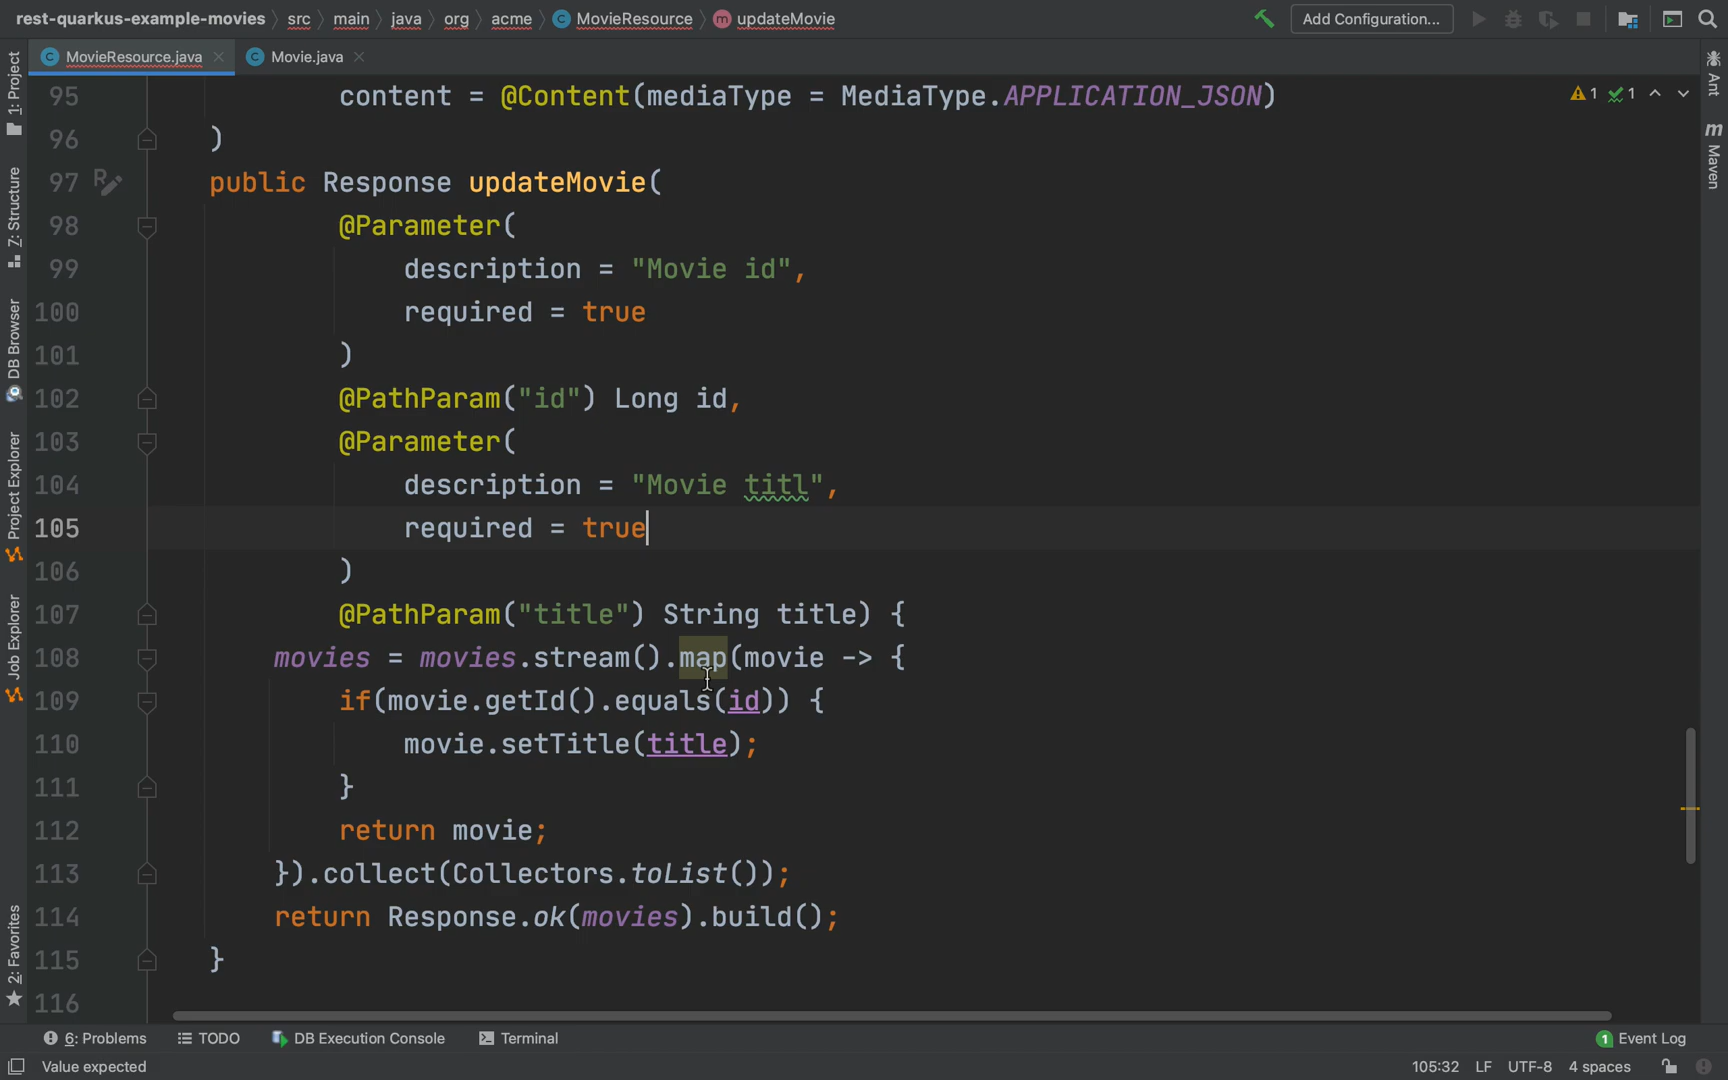 rest-quarkus-example-movies src main java org acme MovieResource updateMovie Add Configuration...
MovieResource.java Movie.java
1: Project
7: Structure
DB Browser
Project Explorer
Job Explorer
2: Favorites
Ant
Maven
1 1
95 content = @Content(mediaType = MediaType.APPLICATION_JSON)
96 )
97 public Response updateMovie(
98 @Parameter(
99 description = "Movie id",
100 required = true
101 )
102 @PathParam("id") Long id,
103 @Parameter(
104 description = "Movie titl",
105 required = true
106 )
107 @PathParam("title") String title) {
108 movies = movies.stream().map(movie -> {
109 if(movie.getId().equals(id)) {
110 movie.setTitle(title);
111 }
112 return movie;
113 }).collect(Collectors.toList());
114 return Response.ok(movies).build();
115 }
116
6: Problems TODO DB Execution Console Terminal 1 Event Log
Value expected 105:32 LF UTF-8 4 spaces